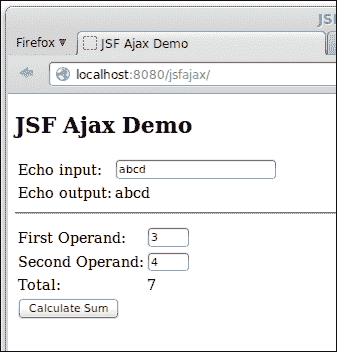 JSF
Firefox
JSF Ajax Demo
localhost:8080/jsfajax/
JSF Ajax Demo
Echo input: abcd
Echo output: abcd
First Operand: 3
Second Operand: 4
Total: 7
Calculate Sum